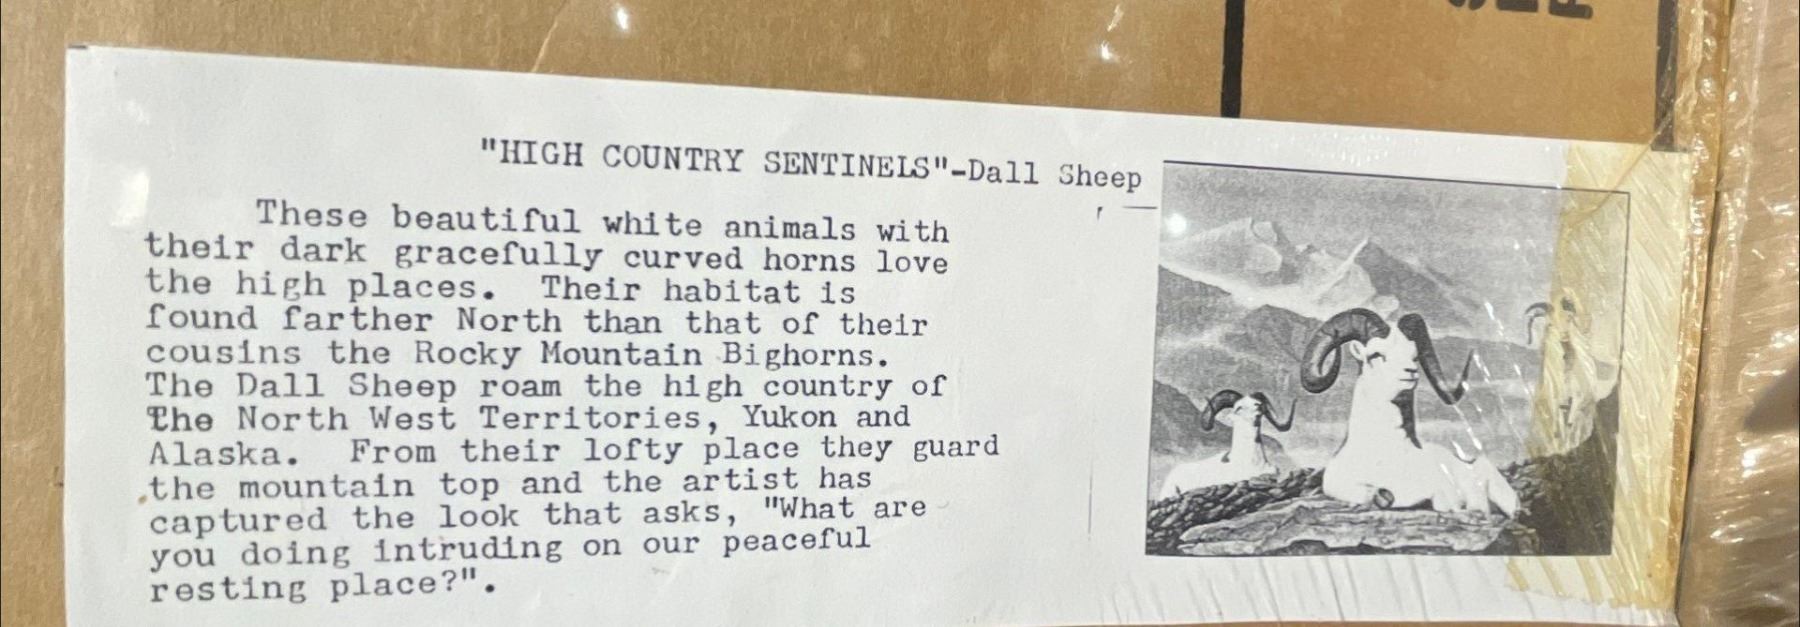 "HIGH COUNTRY SENTINELS"-Dall Sheep
These beautiful white animals with
their dark gracefully curved horns love
the high places. Their habitat is
found farther North than that of their
cousins the Rocky Mountain Bighorns.
The Dall Sheep roam the high country of
the North West Territories, Yukon and
Alaska. From their lofty place they guard
the mountain top and the artist has
captured the look that asks, "What are
you doing intruding on our peaceful
resting place?".